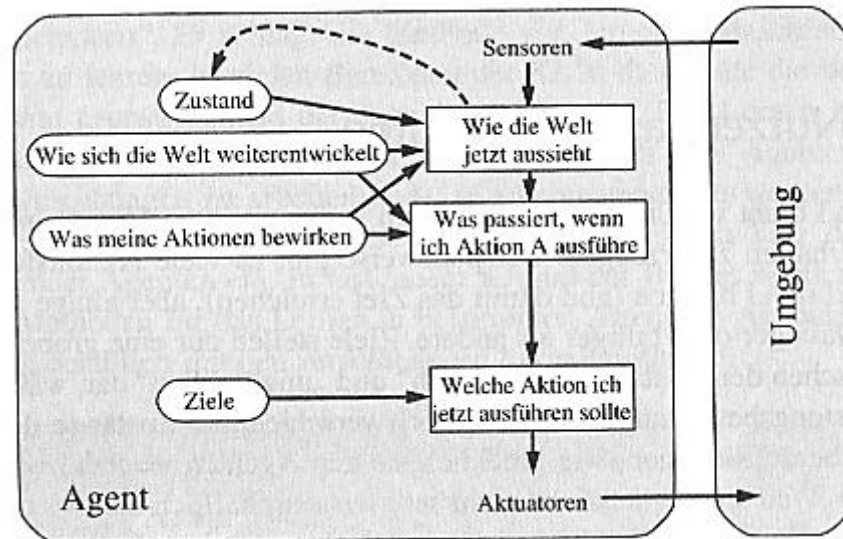 Sensoren
Zustand
Wie die Welt
jetzt aussieht
Wie sich die Welt weiterentwickelt
Was meine Aktionen bewirken
Was passiert, wenn
ich Aktion A ausführe
Umgebung
Ziele
Welche Aktion ich
jetzt ausführen sollte
Agent
Aktuatoren